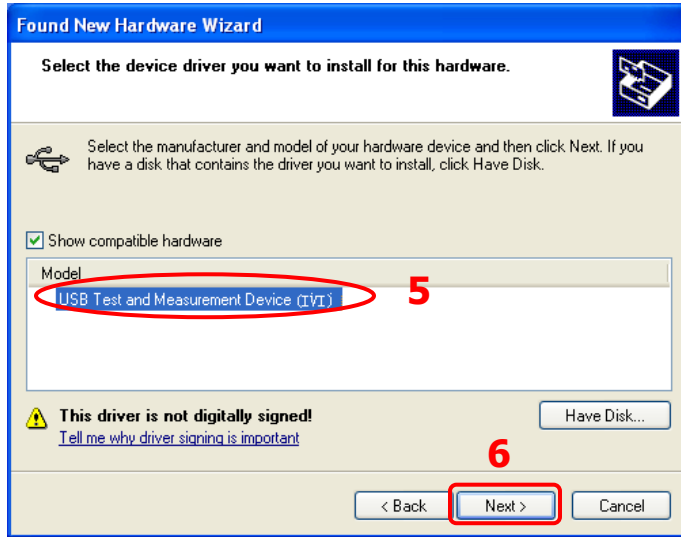 Found New Hardware Wizard
Select the device driver you want to install for this hardware.
Select the manufacturer and model of your hardware device and then click Next. If you
have a disk that contains the driver you want to install, click Have Disk.
Show compatible hardware
Model
USB Test and Measurement Device (IVI)
5
This driver is not digitally signed!
Have Disk...
Tell me why driver signing is important
6
< Back
Next >
Cancel